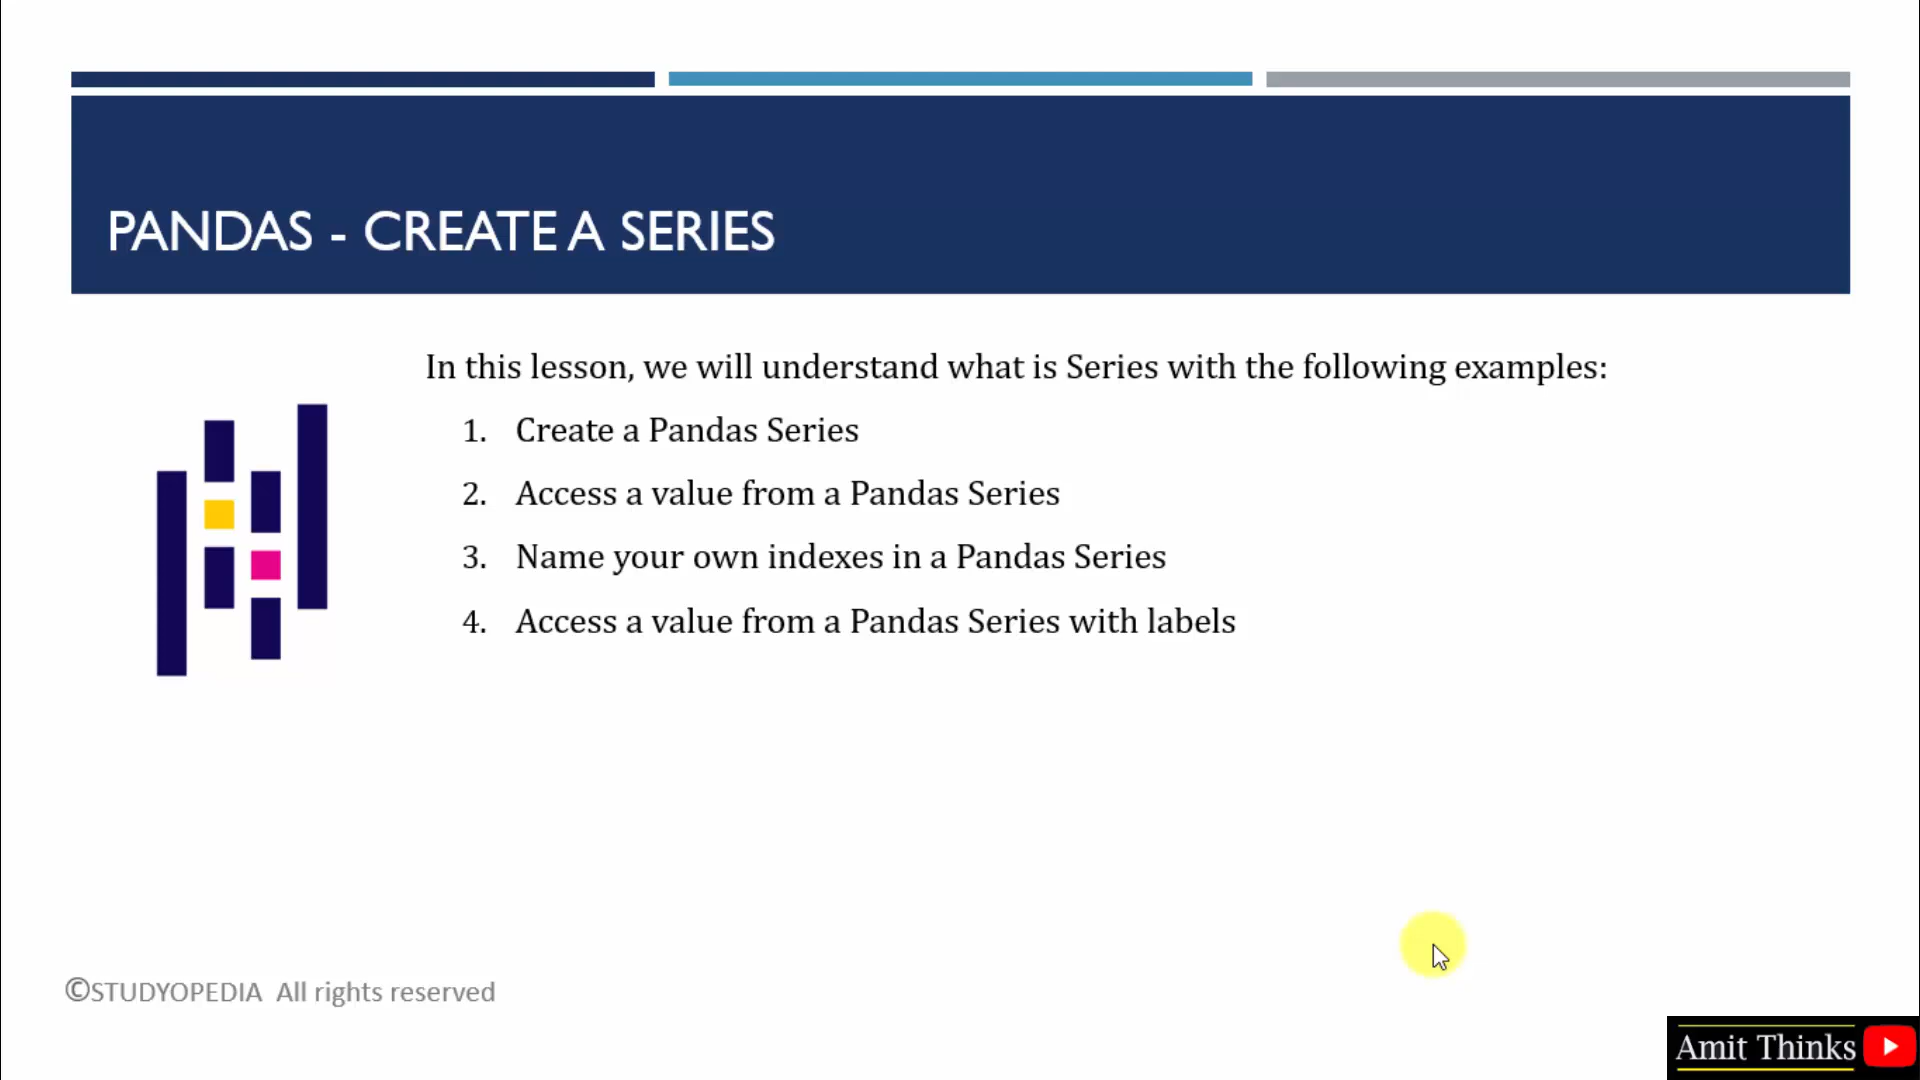 PANDAS - CREATE A SERIES
In this lesson, we will understand what is Series with the following examples:
1. Create a Pandas Series
2. Access a value from a Pandas Series
3. Name your own indexes in a Pandas Series
4. Access a value from a Pandas Series with labels
©STUDYOPEDIA All rights reserved
Amit Thinks